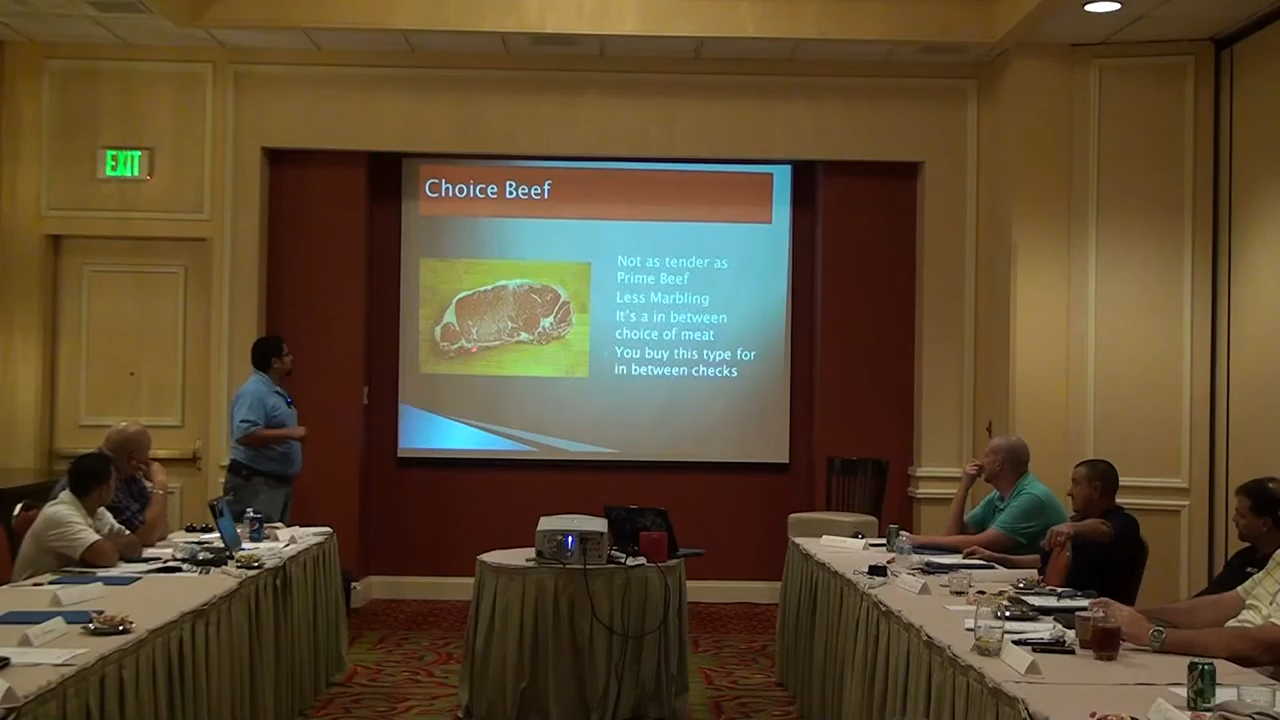 EXIT
Choice Beef
Not as tender as
Prime Beef
Less Marbling
It's a in between
choice of meat
You buy this type for
in between checks